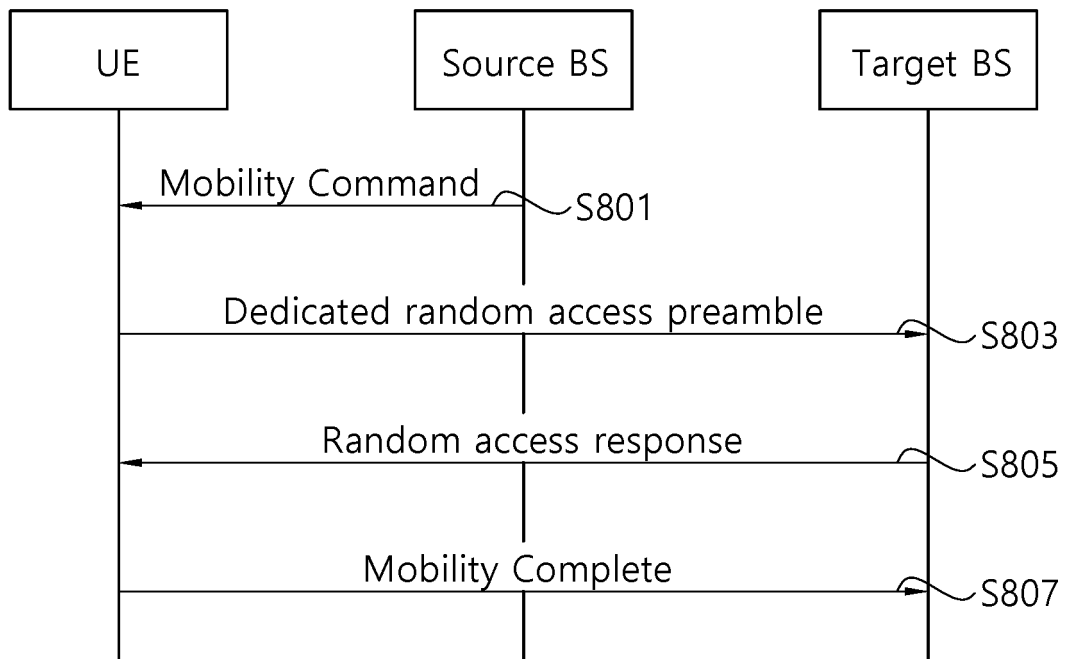 UE
Source BS
Target BS
Mobility Command
S801
Dedicated random access preamble
S803
Random access response
S805
Mobility Complete
S807